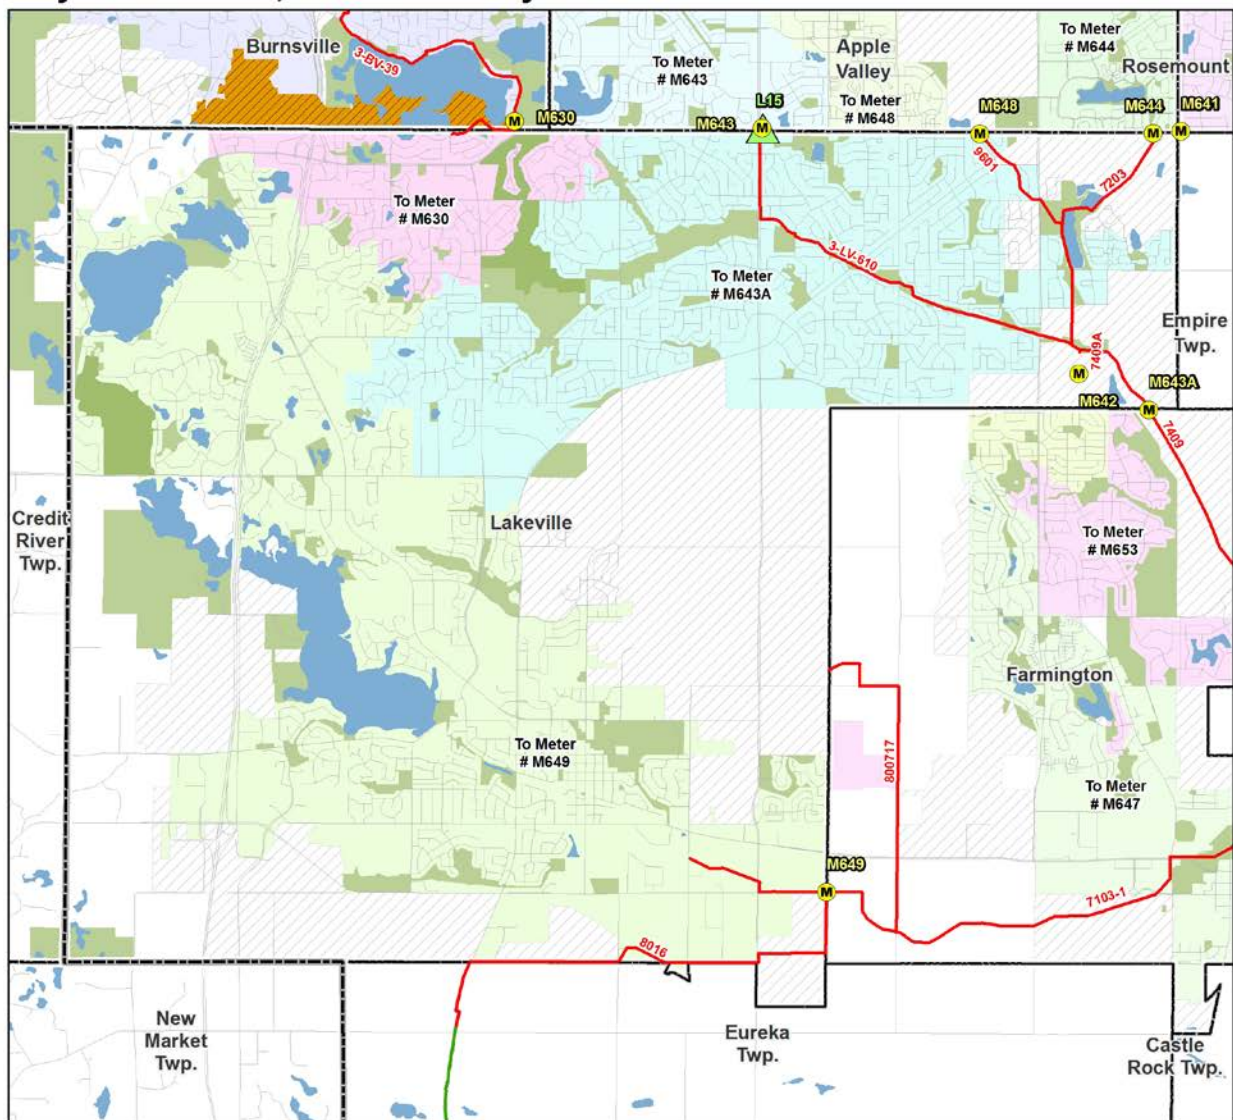 Burnsville
3-BV-39
M630
To Meter
# M643
Apple
Valley
To Meter
# M648
To Meter
# M644
Rosemount
L15
M643
M648
M644
M641
9601
7203
To Meter
# M630
To Meter
# M643A
3-LV-610
Empire
Twp.
7409A
M642
M643A
7409
Credit
River
Twp.
Lakeville
To Meter
# M653
Farmington
To Meter
# M649
800717
To Meter
# M647
M649
7103-1
8016
New
Market
Twp.
Eureka
Twp.
Castle
Rock Twp.
M
M
M
M
M
M
M
M